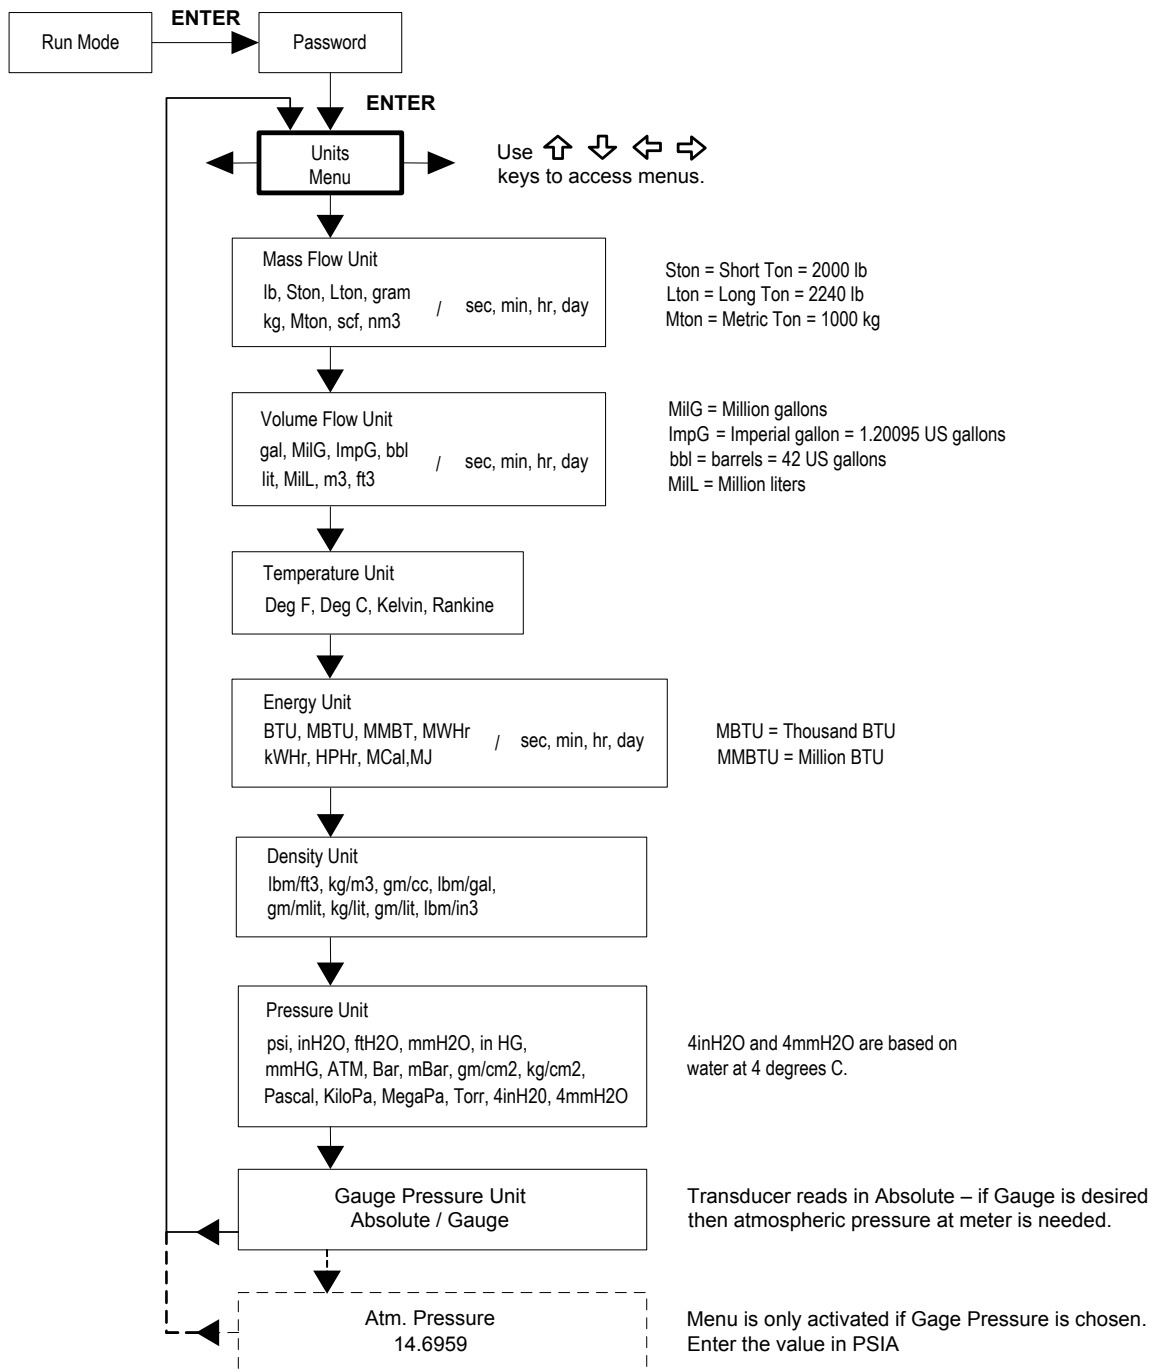 ENTER
Run Mode
Password
ENTER
Units
Menu
Use
keys to access menus.
Mass Flow Unit
lb, Ston, Lton, gram
kg, Mton, scf, nm3
/ sec, min, hr, day
Ston = Short Ton = 2000 lb
Lton = Long Ton = 2240 lb
Mton = Metric Ton = 1000 kg
Volume Flow Unit
gal, MilG, ImpG, bbl
lit, MilL, m3, ft3
/ sec, min, hr, day
MilG = Million gallons
ImpG = Imperial gallon = 1.20095 US gallons
bbl = barrels = 42 US gallons
MilL = Million liters
Temperature Unit
Deg F, Deg C, Kelvin, Rankine
Energy Unit
BTU, MBTU, MMBT, MWHr
kWHr, HPHr, MCal,MJ
/ sec, min, hr, day
MBTU = Thousand BTU
MMBTU = Million BTU
Density Unit
lbm/ft3, kg/m3, gm/cc, lbm/gal,
gm/mlit, kg/lit, gm/lit, lbm/in3
Pressure Unit
psi, inH2O, ftH2O, mmH2O, in HG,
mmHG, ATM, Bar, mBar, gm/cm2, kg/cm2,
Pascal, KiloPa, MegaPa, Torr, 4inH20, 4mmH2O
4inH2O and 4mmH2O are based on
water at 4 degrees C.
Gauge Pressure Unit
Absolute / Gauge
Transducer reads in Absolute – if Gauge is desired
then atmospheric pressure at meter is needed.
Atm. Pressure
14.6959
Menu is only activated if Gage Pressure is chosen.
Enter the value in PSIA